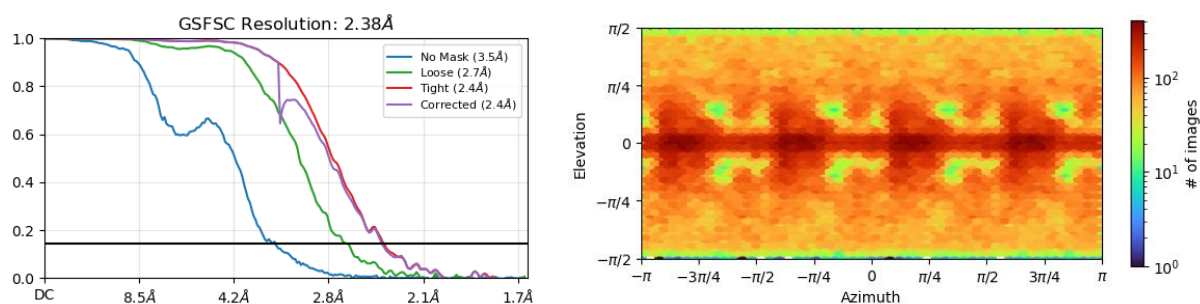 GSFSC Resolution: 2.38Å
1.0
0.8
0.6
0.4
0.2
0.0
DC
8.5Å
4.2Å
2.8Å
2.1Å
1.7Å
No Mask (3.5Å)
Loose (2.7Å)
Tight (2.4Å)
Corrected (2.4Å)
Elevation
π/2
π/4
0
−π/4
−π/2
−π
−3π/4
−π/2
−π/4
0
π/4
π/2
3π/4
π
Azimuth
10²
10¹
10⁰
# of images